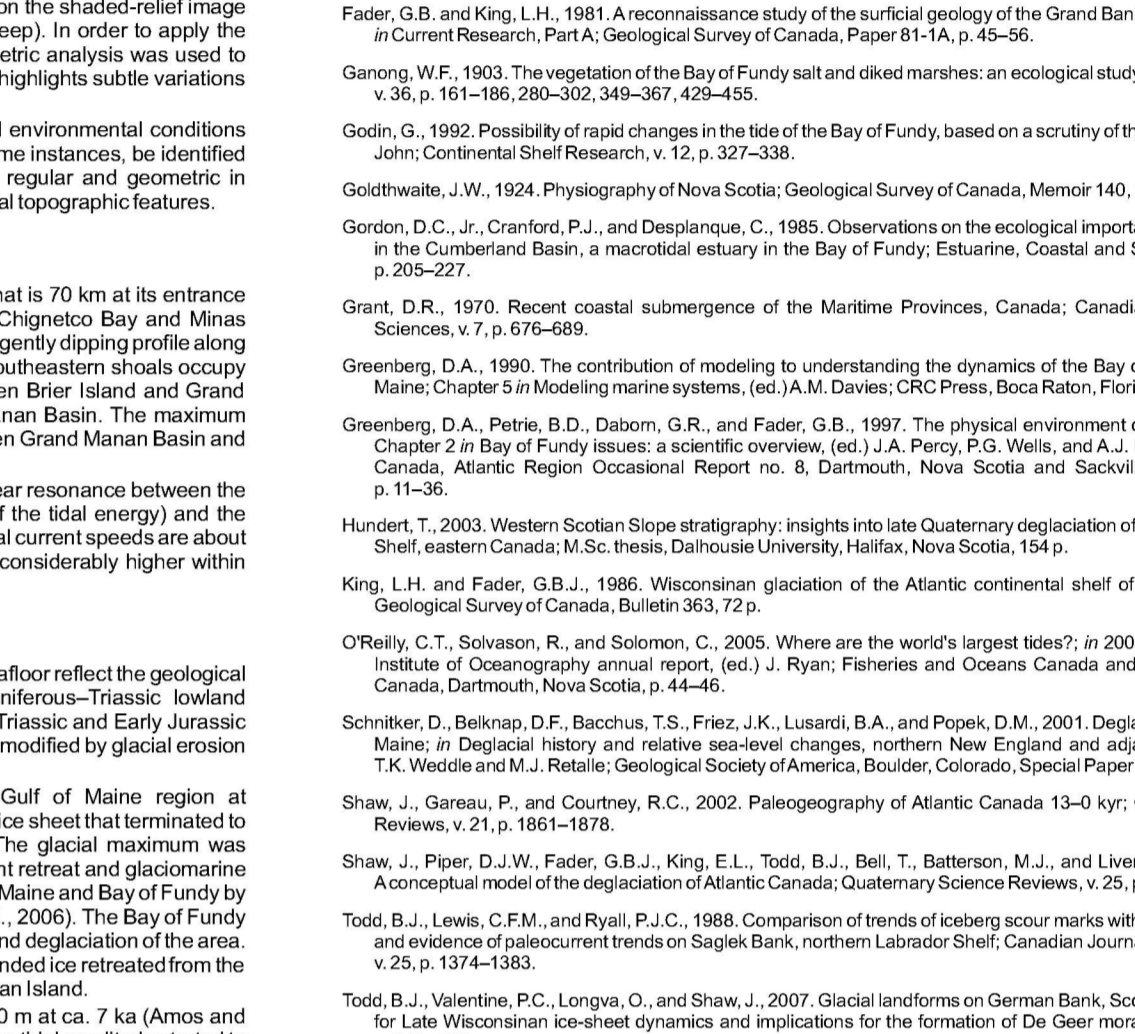 on the shaded-relief image
deep). In order to apply the
etric analysis was used to
highlights subtle variations
environmental conditions
me instances, be identified
regular and geometric in
al topographic features.
hat is 70 km at its entrance
Chignetco Bay and Minas
gently dipping profile along
outheastern shoals occupy
en Brier Island and Grand
nan Basin. The maximum
en Grand Manan Basin and
ear resonance between the
f the tidal energy) and the
al current speeds are about
considerably higher within
afloor reflect the geological
niferous–Triassic lowland
Triassic and Early Jurassic
modified by glacial erosion
Gulf of Maine region at
ice sheet that terminated to
The glacial maximum was
nt retreat and glaciomarine
Maine and Bay of Fundy by
., 2006). The Bay of Fundy
nd deglaciation of the area.
nded ice retreated from the
an Island.
0 m at ca. 7 ka (Amos and
Fader, G.B. and King, L.H., 1981. A reconnaissance study of the surficial geology of the Grand Ban
in Current Research, Part A; Geological Survey of Canada, Paper 81-1A, p. 45–56.
Ganong, W.F., 1903. The vegetation of the Bay of Fundy salt and diked marshes: an ecological study
v. 36, p. 161–186, 280–302, 349–367, 429–455.
Godin, G., 1992. Possibility of rapid changes in the tide of the Bay of Fundy, based on a scrutiny of th
John; Continental Shelf Research, v. 12, p. 327–338.
Goldthwaite, J.W., 1924. Physiography of Nova Scotia; Geological Survey of Canada, Memoir 140,
Gordon, D.C., Jr., Cranford, P.J., and Desplanque, C., 1985. Observations on the ecological import
in the Cumberland Basin, a macrotidal estuary in the Bay of Fundy; Estuarine, Coastal and S
p. 205–227.
Grant, D.R., 1970. Recent coastal submergence of the Maritime Provinces, Canada; Canadi
Sciences, v. 7, p. 676–689.
Greenberg, D.A., 1990. The contribution of modeling to understanding the dynamics of the Bay o
Maine; Chapter 5 in Modeling marine systems, (ed.) A.M. Davies; CRC Press, Boca Raton, Flori
Greenberg, D.A., Petrie, B.D., Daborn, G.R., and Fader, G.B., 1997. The physical environment o
Chapter 2 in Bay of Fundy issues: a scientific overview, (ed.) J.A. Percy, P.G. Wells, and A.J.
Canada, Atlantic Region Occasional Report no. 8, Dartmouth, Nova Scotia and Sackvil
p. 11–36.
Hundert, T., 2003. Western Scotian Slope stratigraphy: insights into late Quaternary deglaciation of
Shelf, eastern Canada; M.Sc. thesis, Dalhousie University, Halifax, Nova Scotia, 154 p.
King, L.H. and Fader, G.B.J., 1986. Wisconsinan glaciation of the Atlantic continental shelf of
Geological Survey of Canada, Bulletin 363, 72 p.
O'Reilly, C.T., Solvason, R., and Solomon, C., 2005. Where are the world's largest tides?; in 200
Institute of Oceanography annual report, (ed.) J. Ryan; Fisheries and Oceans Canada and
Canada, Dartmouth, Nova Scotia, p. 44–46.
Schnitker, D., Belknap, D.F., Bacchus, T.S., Friez, J.K., Lusardi, B.A., and Popek, D.M., 2001. Degla
Maine; in Deglacial history and relative sea-level changes, northern New England and adja
T.K. Weddle and M.J. Retalle; Geological Society of America, Boulder, Colorado, Special Paper
Shaw, J., Gareau, P., and Courtney, R.C., 2002. Paleogeography of Atlantic Canada 13–0 kyr;
Reviews, v. 21, p. 1861–1878.
Shaw, J., Piper, D.J.W., Fader, G.B.J., King, E.L., Todd, B.J., Bell, T., Batterson, M.J., and Liver
A conceptual model of the deglaciation of Atlantic Canada; Quaternary Science Reviews, v. 25,
Todd, B.J., Lewis, C.F.M., and Ryall, P.J.C., 1988. Comparison of trends of iceberg scour marks with
and evidence of paleocurrent trends on Saglek Bank, northern Labrador Shelf; Canadian Journ
v. 25, p. 1374–1383.
Todd, B.J., Valentine, P.C., Longva, O., and Shaw, J., 2007. Glacial landforms on German Bank, Sco
for Late Wisconsinan ice-sheet dynamics and implications for the formation of De Geer mora